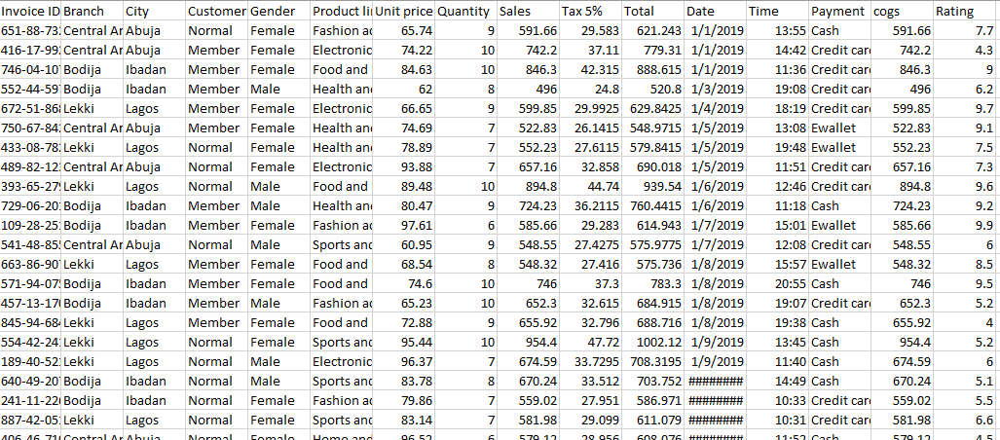 Invoice ID Branch City Customer Gender Product li Unit price Quantity Sales Tax 5% Total Date Time Payment cogs Rating
651-88-73 Central Ar Abuja Normal Female Fashion ac 65.74 9 591.66 29.583 621.243 1/1/2019 13:55 Cash 591.66 7.7
416-17-99 Central Ar Abuja Member Female Electronic 74.22 10 742.2 37.11 779.31 1/1/2019 14:42 Credit card 742.2 4.3
746-04-10 Bodija Ibadan Member Female Food and 84.63 10 846.3 42.315 888.615 1/1/2019 11:36 Credit card 846.3 9
552-44-59 Bodija Ibadan Member Male Health and 62 8 496 24.8 520.8 1/3/2019 19:08 Credit card 496 6.2
672-51-86 Lekki Lagos Member Female Electronic 66.65 9 599.85 29.9925 629.8425 1/4/2019 18:19 Credit card 599.85 9.7
750-67-84 Central Ar Abuja Member Female Health and 74.69 7 522.83 26.1415 548.9715 1/5/2019 13:08 Ewallet 522.83 9.1
433-08-78 Lekki Lagos Normal Female Health and 78.89 7 552.23 27.6115 579.8415 1/5/2019 19:48 Ewallet 552.23 7.5
489-82-12 Central Ar Abuja Normal Female Electronic 93.88 7 657.16 32.858 690.018 1/5/2019 11:51 Credit card 657.16 7.3
393-65-27 Lekki Lagos Normal Male Food and 89.48 10 894.8 44.74 939.54 1/6/2019 12:46 Credit card 894.8 9.6
729-06-20 Bodija Ibadan Member Male Health and 80.47 9 724.23 36.2115 760.4415 1/6/2019 11:18 Cash 724.23 9.2
109-28-25 Bodija Ibadan Member Female Fashion ac 97.61 6 585.66 29.283 614.943 1/7/2019 15:01 Ewallet 585.66 9.9
541-48-85 Central Ar Abuja Normal Male Sports and 60.95 9 548.55 27.4275 575.9775 1/7/2019 12:08 Credit card 548.55 6
663-86-90 Lekki Lagos Member Female Food and 68.54 8 548.32 27.416 575.736 1/8/2019 15:57 Ewallet 548.32 8.5
571-94-07 Bodija Ibadan Member Female Food and 74.6 10 746 37.3 783.3 1/8/2019 20:55 Cash 746 9.5
457-13-17 Bodija Ibadan Member Male Fashion ac 65.23 10 652.3 32.615 684.915 1/8/2019 19:07 Credit card 652.3 5.2
845-94-68 Lekki Lagos Member Female Food and 72.88 9 655.92 32.796 688.716 1/8/2019 19:38 Cash 655.92 4
554-42-24 Lekki Lagos Normal Female Sports and 95.44 10 954.4 47.72 1002.12 1/9/2019 13:45 Cash 954.4 5.2
189-40-52 Lekki Lagos Normal Male Electronic 96.37 7 674.59 33.7295 708.3195 1/9/2019 11:40 Cash 674.59 6
640-49-20 Bodija Ibadan Normal Male Sports and 83.78 8 670.24 33.512 703.752 ######## 14:49 Cash 670.24 5.1
241-11-22 Bodija Ibadan Normal Female Fashion ac 79.86 7 559.02 27.951 586.971 ######## 10:33 Credit card 559.02 5.5
887-42-05 Lekki Lagos Normal Female Sports and 83.14 7 581.98 29.099 611.079 ######## 10:31 Credit card 581.98 6.6
406-46-71 Central Ar Abuja Normal Female Home and 96.52 6 579.12 28.956 608.076 ######## 11:52 Cash 579.12 4.5